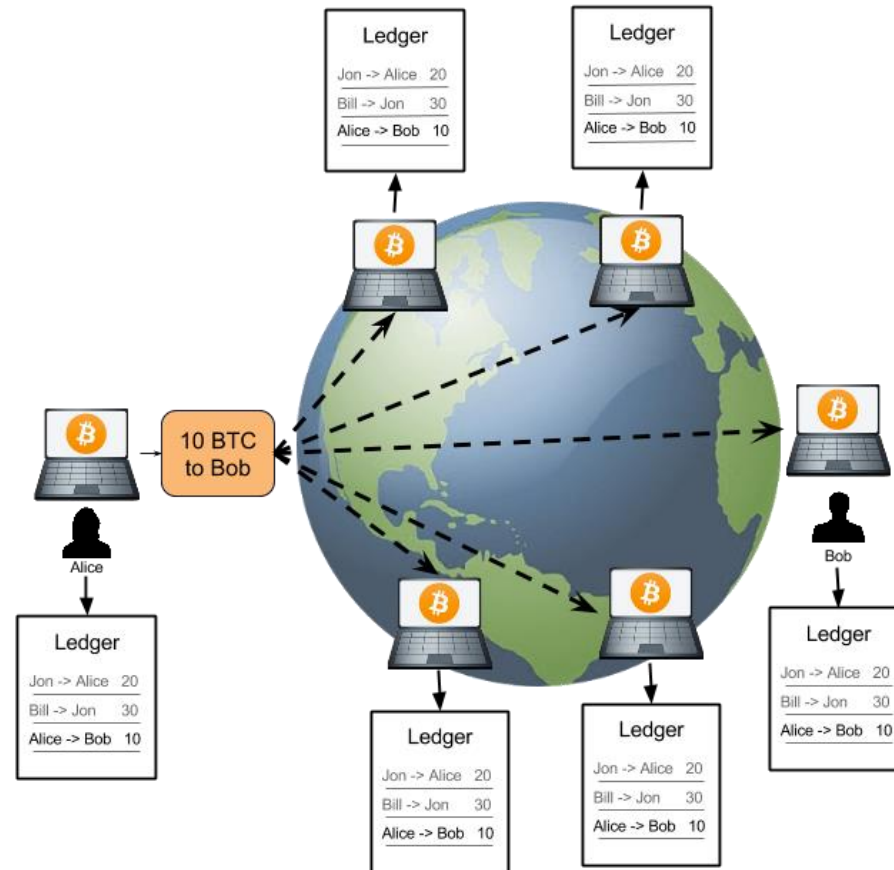 Ledger
Jon -> Alice 20
Bill -> Jon 30
Alice -> Bob 10
Ledger
Jon -> Alice 20
Bill -> Jon 30
Alice -> Bob 10
10 BTC
to Bob
Alice
Bob
Ledger
Jon -> Alice 20
Bill -> Jon 30
Alice -> Bob 10
Ledger
Jon -> Alice 20
Bill -> Jon 30
Alice -> Bob 10
Ledger
Jon -> Alice 20
Bill -> Jon 30
Alice -> Bob 10
Ledger
Jon -> Alice 20
Bill -> Jon 30
Alice -> Bob 10